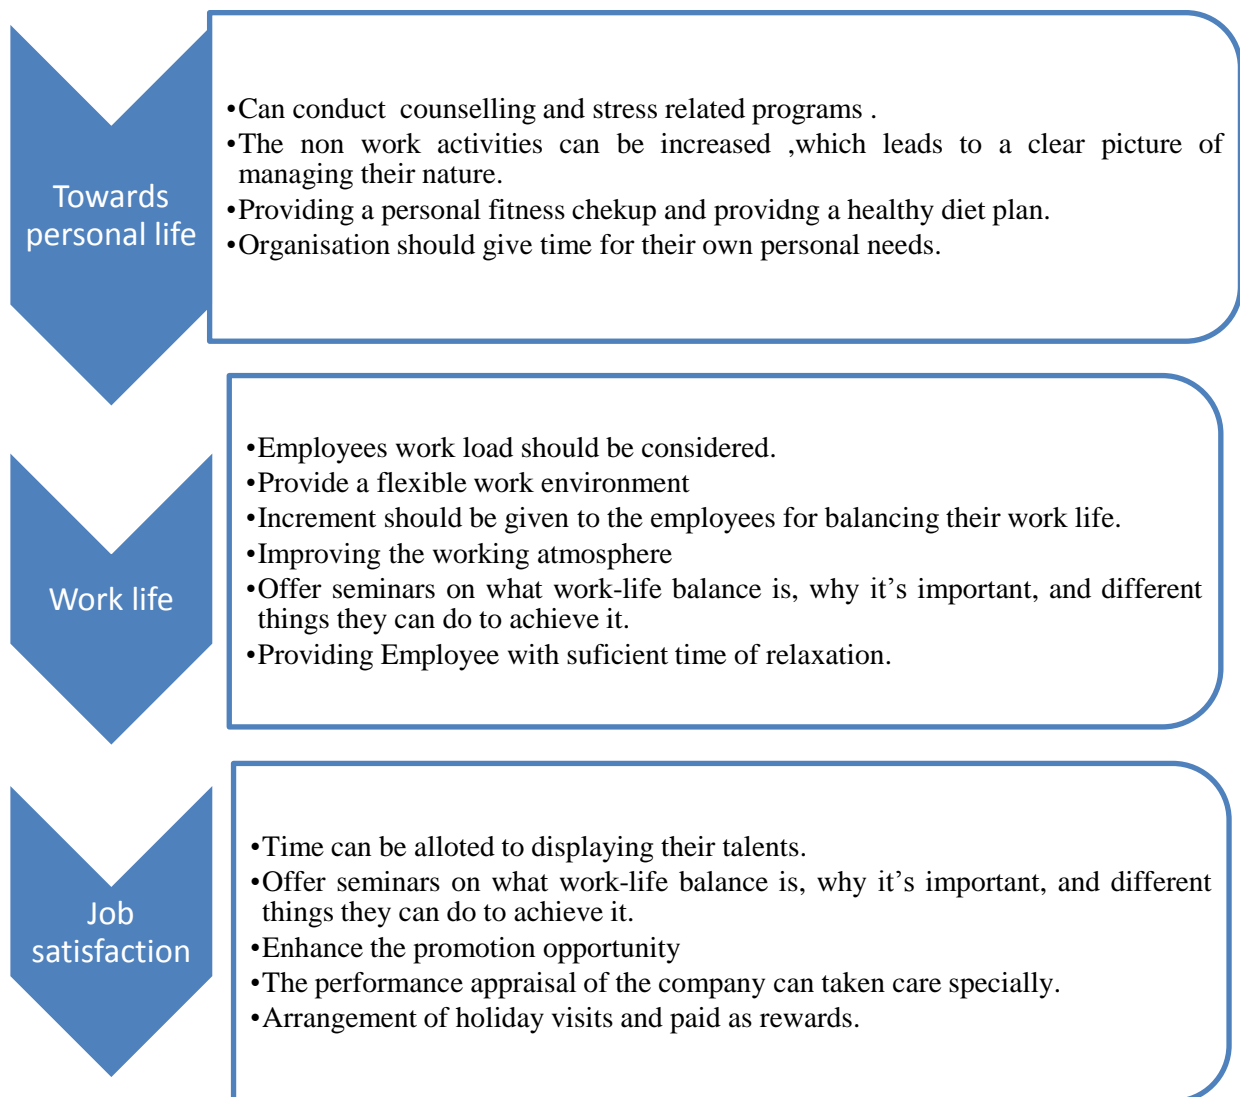 Towards
personal life
•Can conduct  counselling and stress related programs .
•The non work activities can be increased ,which leads to a clear picture of
managing their nature.
•Providing a personal fitness chekup and providng a healthy diet plan.
•Organisation should give time for their own personal needs.
Work life
•Employees work load should be considered.
•Provide a flexible work environment
•Increment should be given to the employees for balancing their work life.
•Improving the working atmosphere
•Offer seminars on what work-life balance is, why it’s important, and different
things they can do to achieve it.
•Providing Employee with suficient time of relaxation.
Job
satisfaction
•Time can be alloted to displaying their talents.
•Offer seminars on what work-life balance is, why it’s important, and different
things they can do to achieve it.
•Enhance the promotion opportunity
•The performance appraisal of the company can taken care specially.
•Arrangement of holiday visits and paid as rewards.